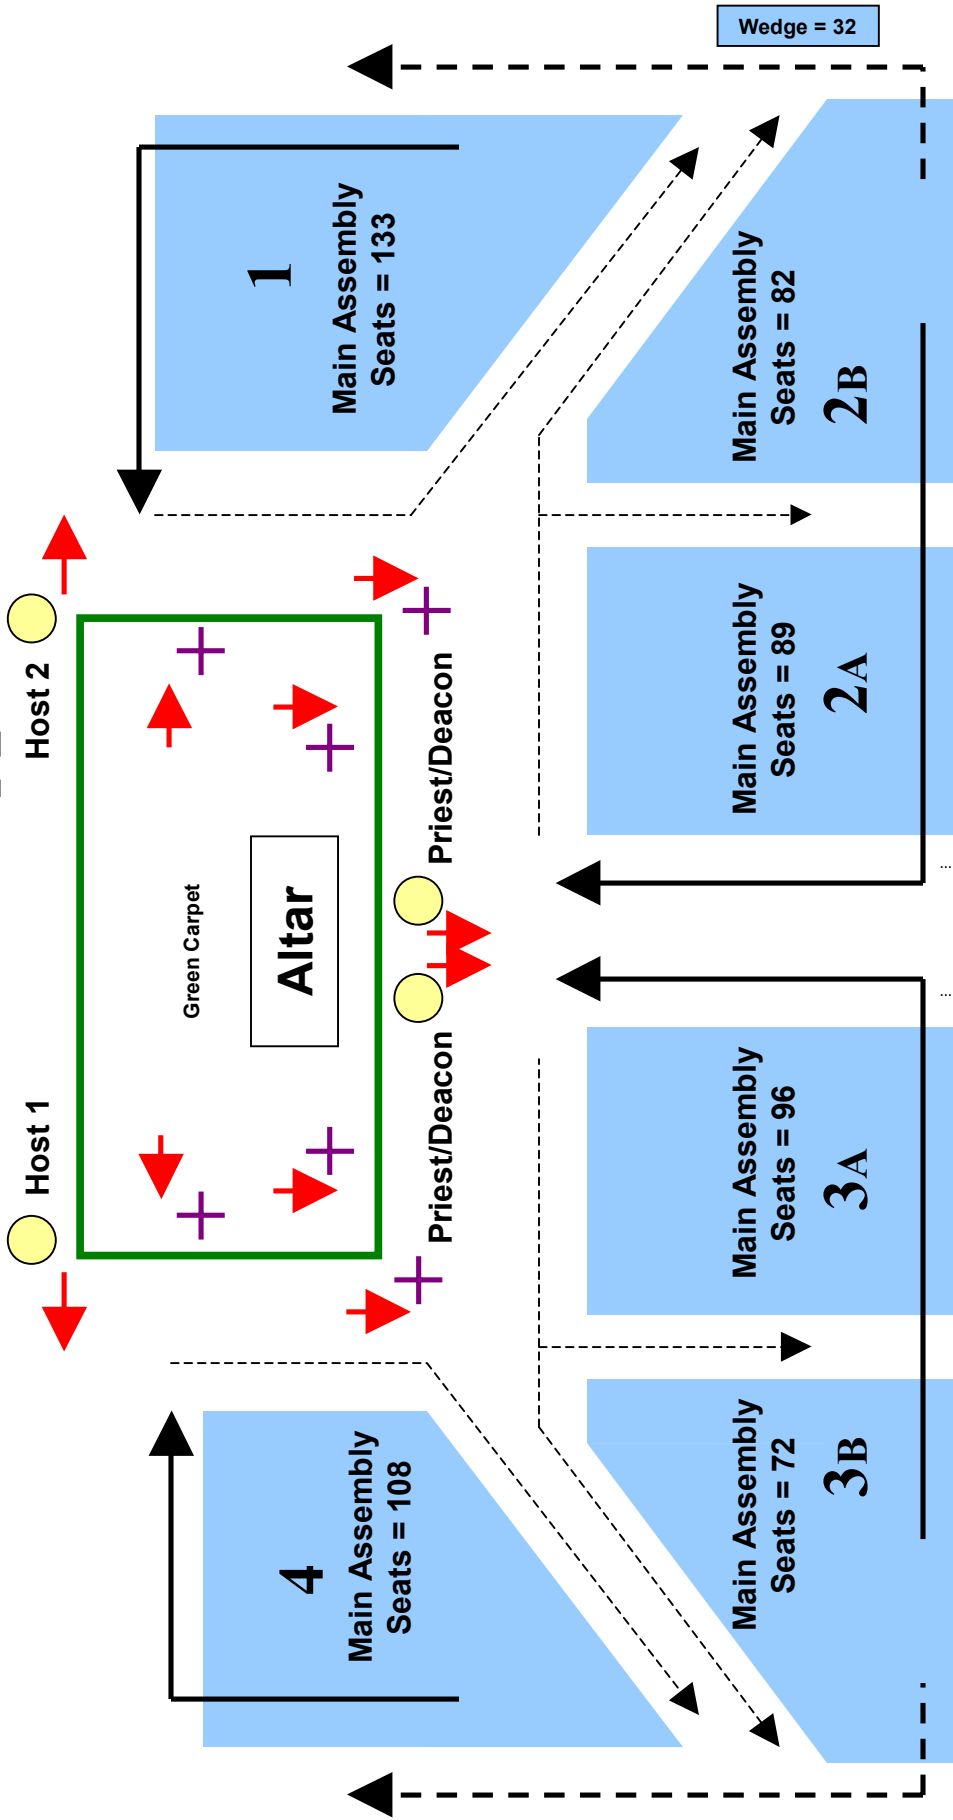 Wedge = 32
Host 1
Host 2
Green Carpet
Altar
Priest/Deacon
Priest/Deacon
4
Main Assembly
Seats = 108
1
Main Assembly
Seats = 133
Main Assembly
Seats = 72
3B
Main Assembly
Seats = 96
3A
Main Assembly
Seats = 89
2A
Main Assembly
Seats = 82
2B
...
...